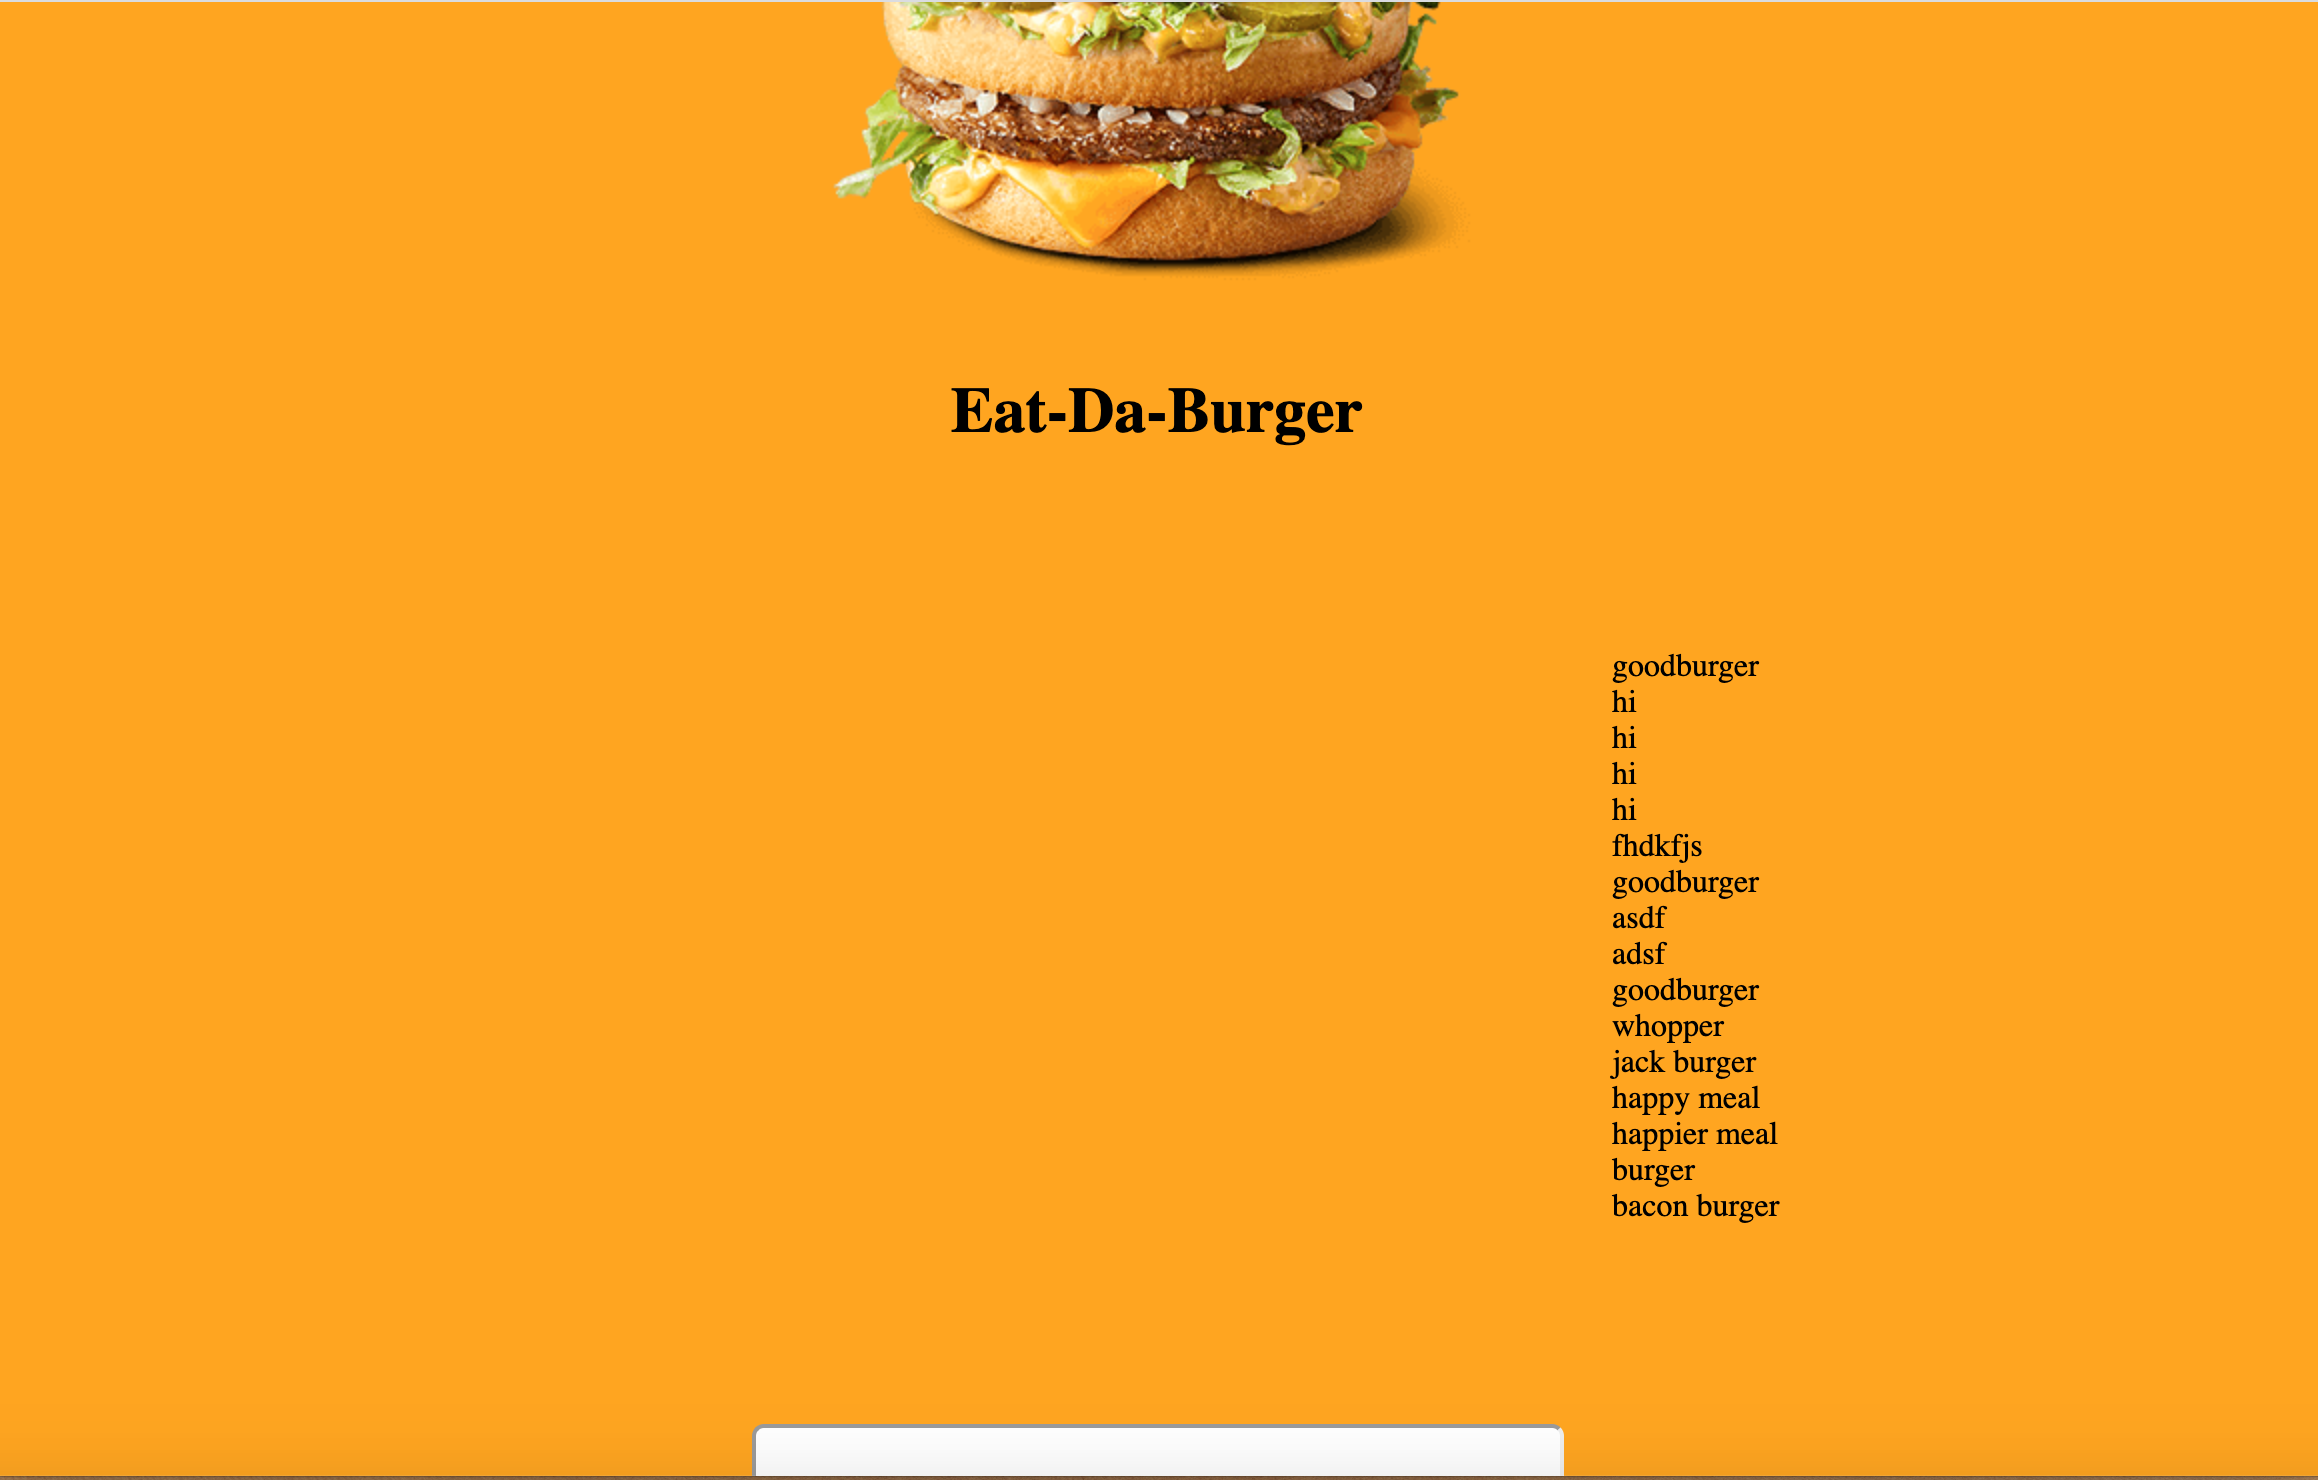 Eat-Da-Burger
goodburger
hi
hi
hi
hi
fhdkfjs
goodburger
asdf
adsf
goodburger
whopper
jack burger
happy meal
happier meal
burger
bacon burger